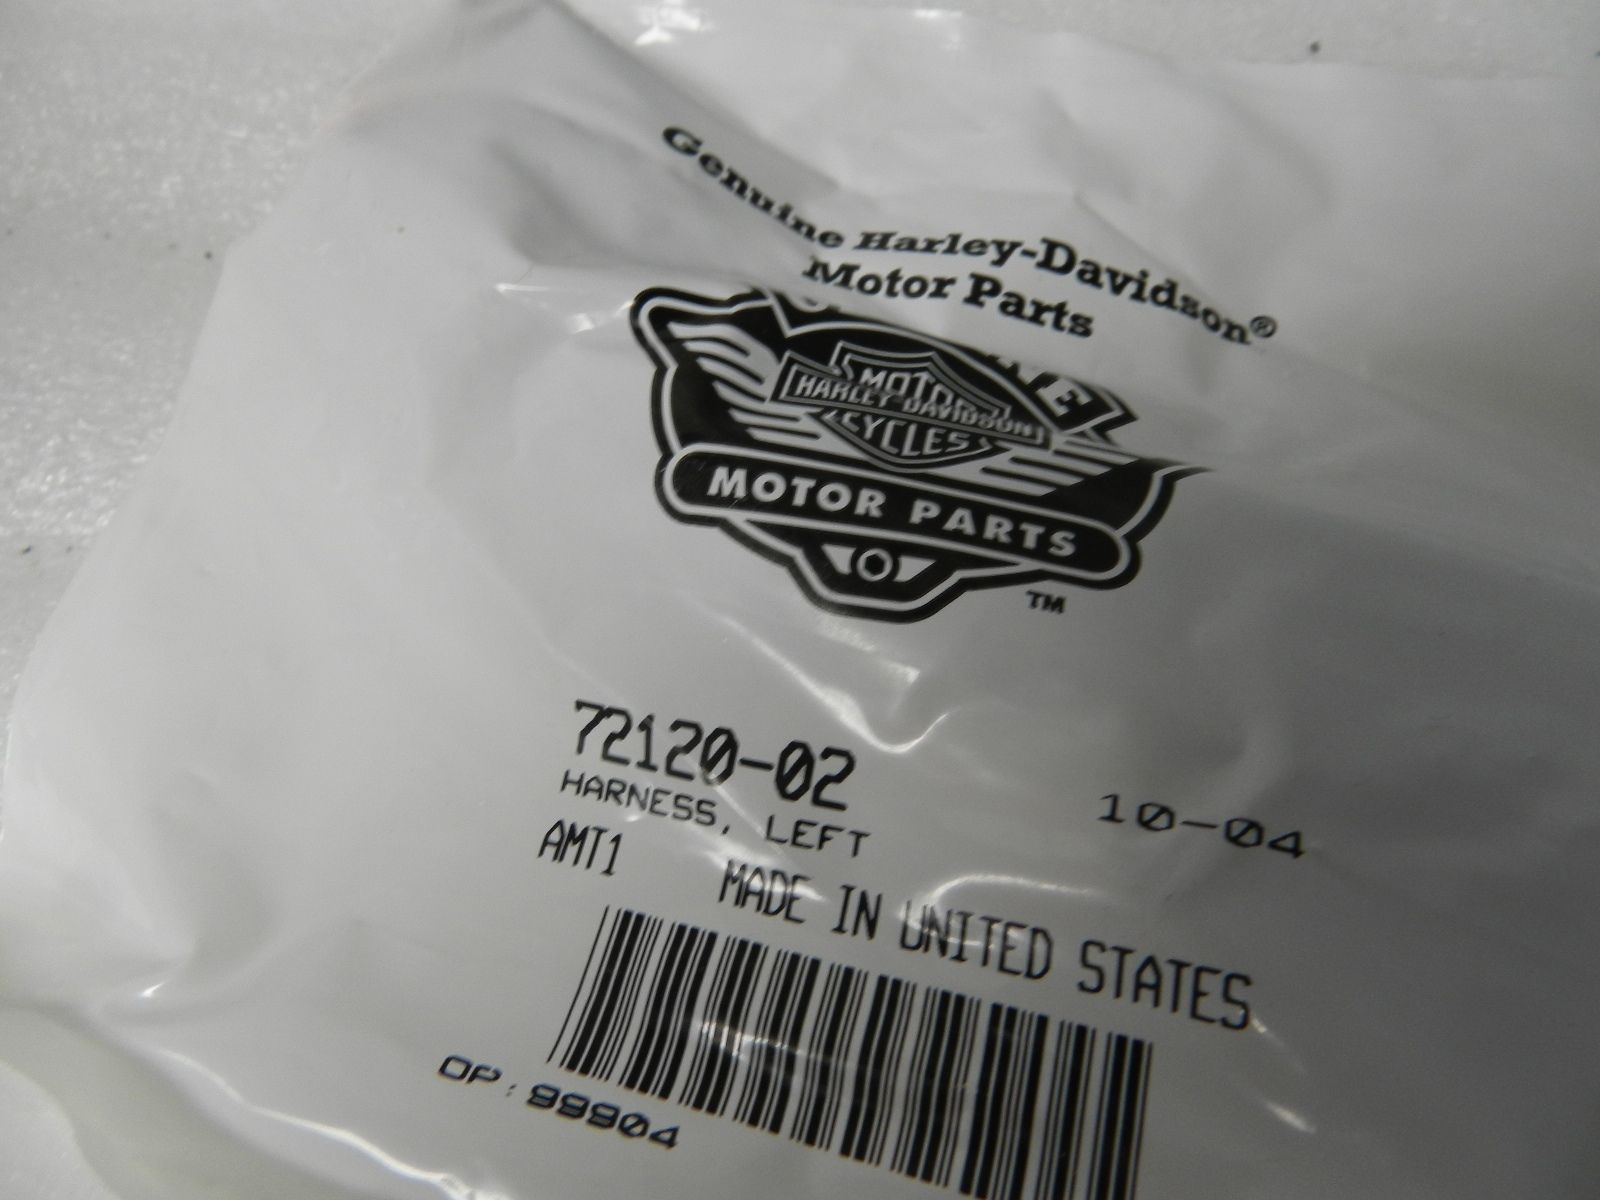 Genuine Harley-Davidson®
Motor Parts
MOTOR
HARLEY-DAVIDSON
CYCLES
MOTOR PARTS
TM
72120-02
HARNESS, LEFT
10-04
AMT1
MADE IN UNITED STATES
OP: 99904